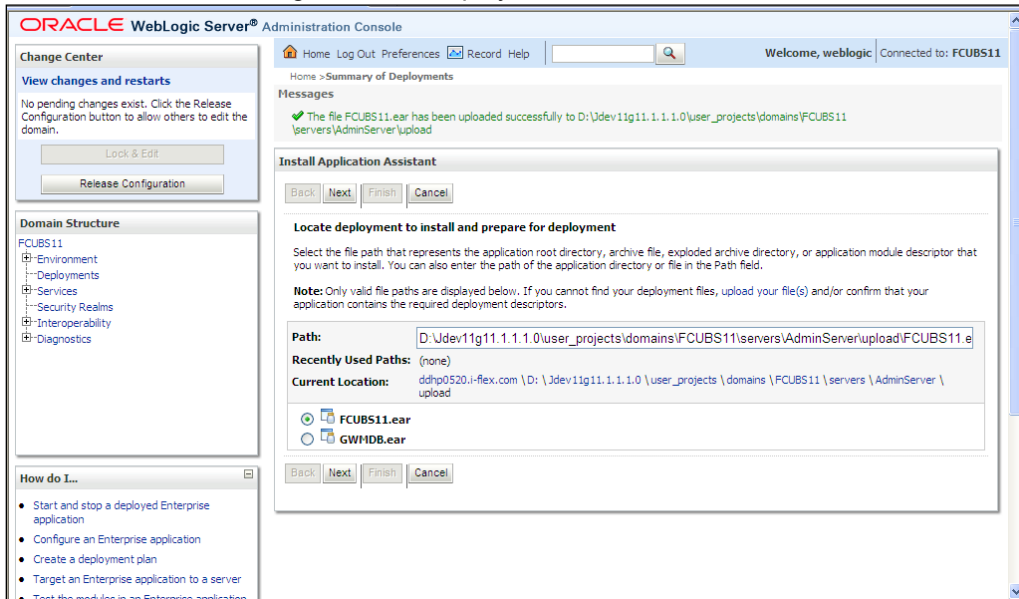 ORACLE WebLogic Server® Administration Console
Change Center
View changes and restarts
No pending changes exist. Click the Release
Configuration button to allow others to edit the
domain.
Lock & Edit
Release Configuration
Domain Structure
FCUBS11
Environment
Deployments
Services
Security Realms
Interoperability
Diagnostics
How do I...
Start and stop a deployed Enterprise
application
Configure an Enterprise application
Create a deployment plan
Target an Enterprise application to a server
Test the modules in an Enterprise application
Home Log Out Preferences Record Help
Welcome, weblogic Connected to: FCUBS11
Home >Summary of Deployments
Messages
The file FCUBS11.ear has been uploaded successfully to D:\Jdev11g11.1.1.1.0\user_projects\domains\FCUBS11
\servers\AdminServer\upload
Install Application Assistant
Back Next Finish Cancel
Locate deployment to install and prepare for deployment
Select the file path that represents the application root directory, archive file, exploded archive directory, or application module descriptor that
you want to install. You can also enter the path of the application directory or file in the Path field.
Note: Only valid file paths are displayed below. If you cannot find your deployment files, upload your file(s) and/or confirm that your
application contains the required deployment descriptors.
Path: D:\Jdev11g11.1.1.1.0\user_projects\domains\FCUBS11\servers\AdminServer\upload\FCUBS11.e
Recently Used Paths: (none)
Current Location: ddhp0520.i-flex.com \ D: \ Jdev11g11.1.1.1.0 \ user_projects \ domains \ FCUBS11 \ servers \ AdminServer \
upload
FCUBS11.ear
GWMDB.ear
Back Next Finish Cancel